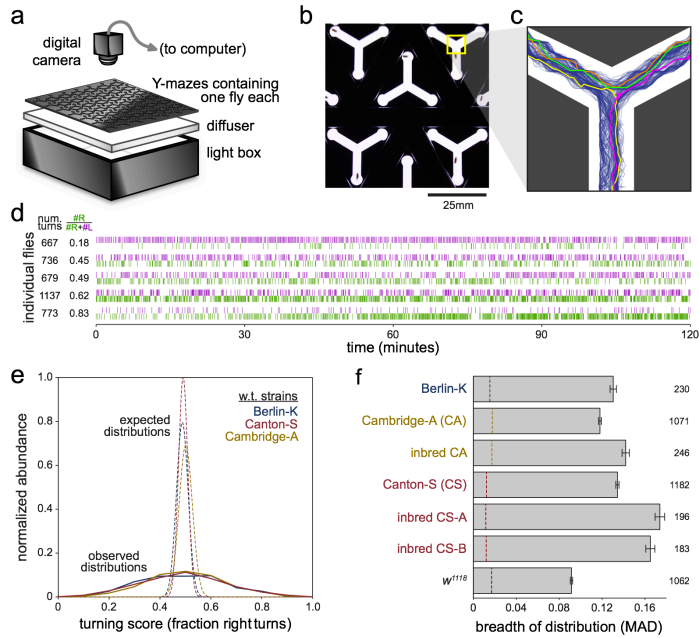 a
digital
camera
(to computer)
Y-mazes containing
one fly each
diffuser
light box
b
25mm
c
d
num.
turns
#R
#R+#L
individual flies
667 0.18
736 0.45
679 0.49
1137 0.62
773 0.83
0 30 60 90 120
time (minutes)
e
normalized abundance
1.0
0.8
0.6
0.4
0.2
0
w.t. strains
Berlin-K
Canton-S
Cambridge-A
expected
distributions
observed
distributions
0 0.2 0.4 0.6 0.8 1.0
turning score (fraction right turns)
f
Berlin-K 230
Cambridge-A (CA) 1071
inbred CA 246
Canton-S (CS) 1182
inbred CS-A 196
inbred CS-B 183
w1118 1062
0 0.04 0.08 0.12 0.16
breadth of distribution (MAD)